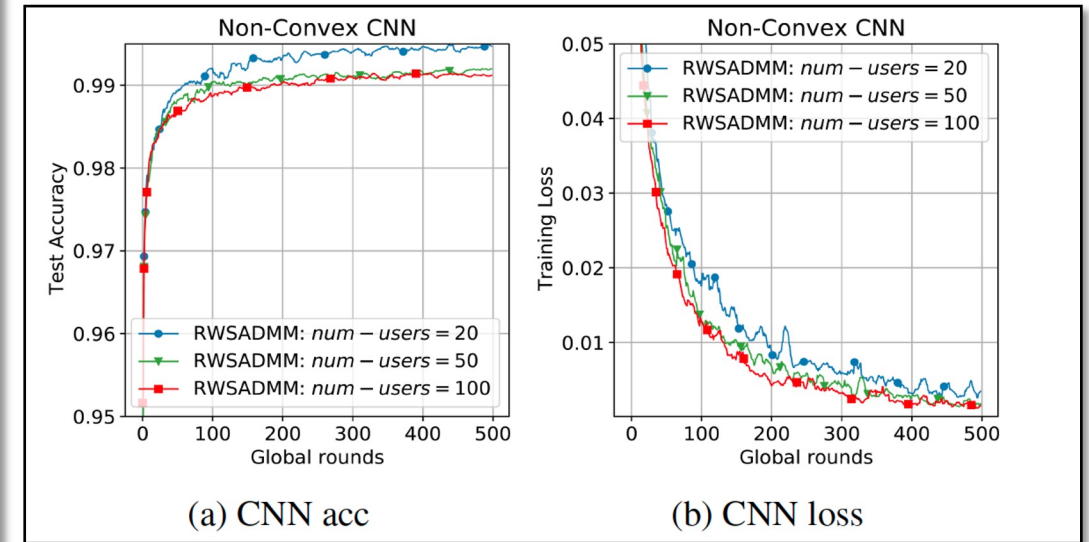 Non-Convex CNN
Test Accuracy
0.99
0.98
0.97
0.96
0.95
RWSADMM: num − users = 20
RWSADMM: num − users = 50
RWSADMM: num − users = 100
0 100 200 300 400 500
Global rounds
(a) CNN acc
Non-Convex CNN
Training Loss
0.05
0.04
0.03
0.02
0.01
RWSADMM: num − users = 20
RWSADMM: num − users = 50
RWSADMM: num − users = 100
0 100 200 300 400 500
Global rounds
(b) CNN loss